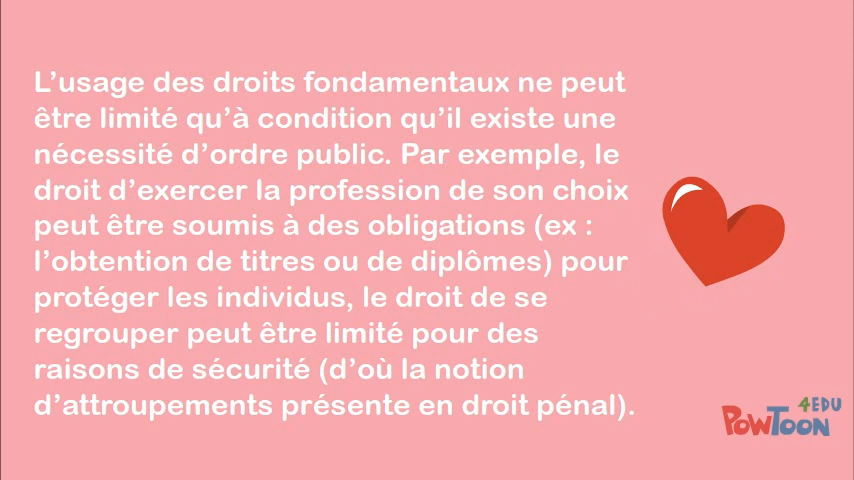 L’usage des droits fondamentaux ne peut
être limité qu’à condition qu’il existe une
nécessité d’ordre public. Par exemple, le
droit d’exercer la profession de son choix
peut être soumis à des obligations (ex :
l’obtention de titres ou de diplômes) pour
protéger les individus, le droit de se
regrouper peut être limité pour des
raisons de sécurité (d’où la notion
d’attroupements présente en droit pénal).
4EDU
POWTOON